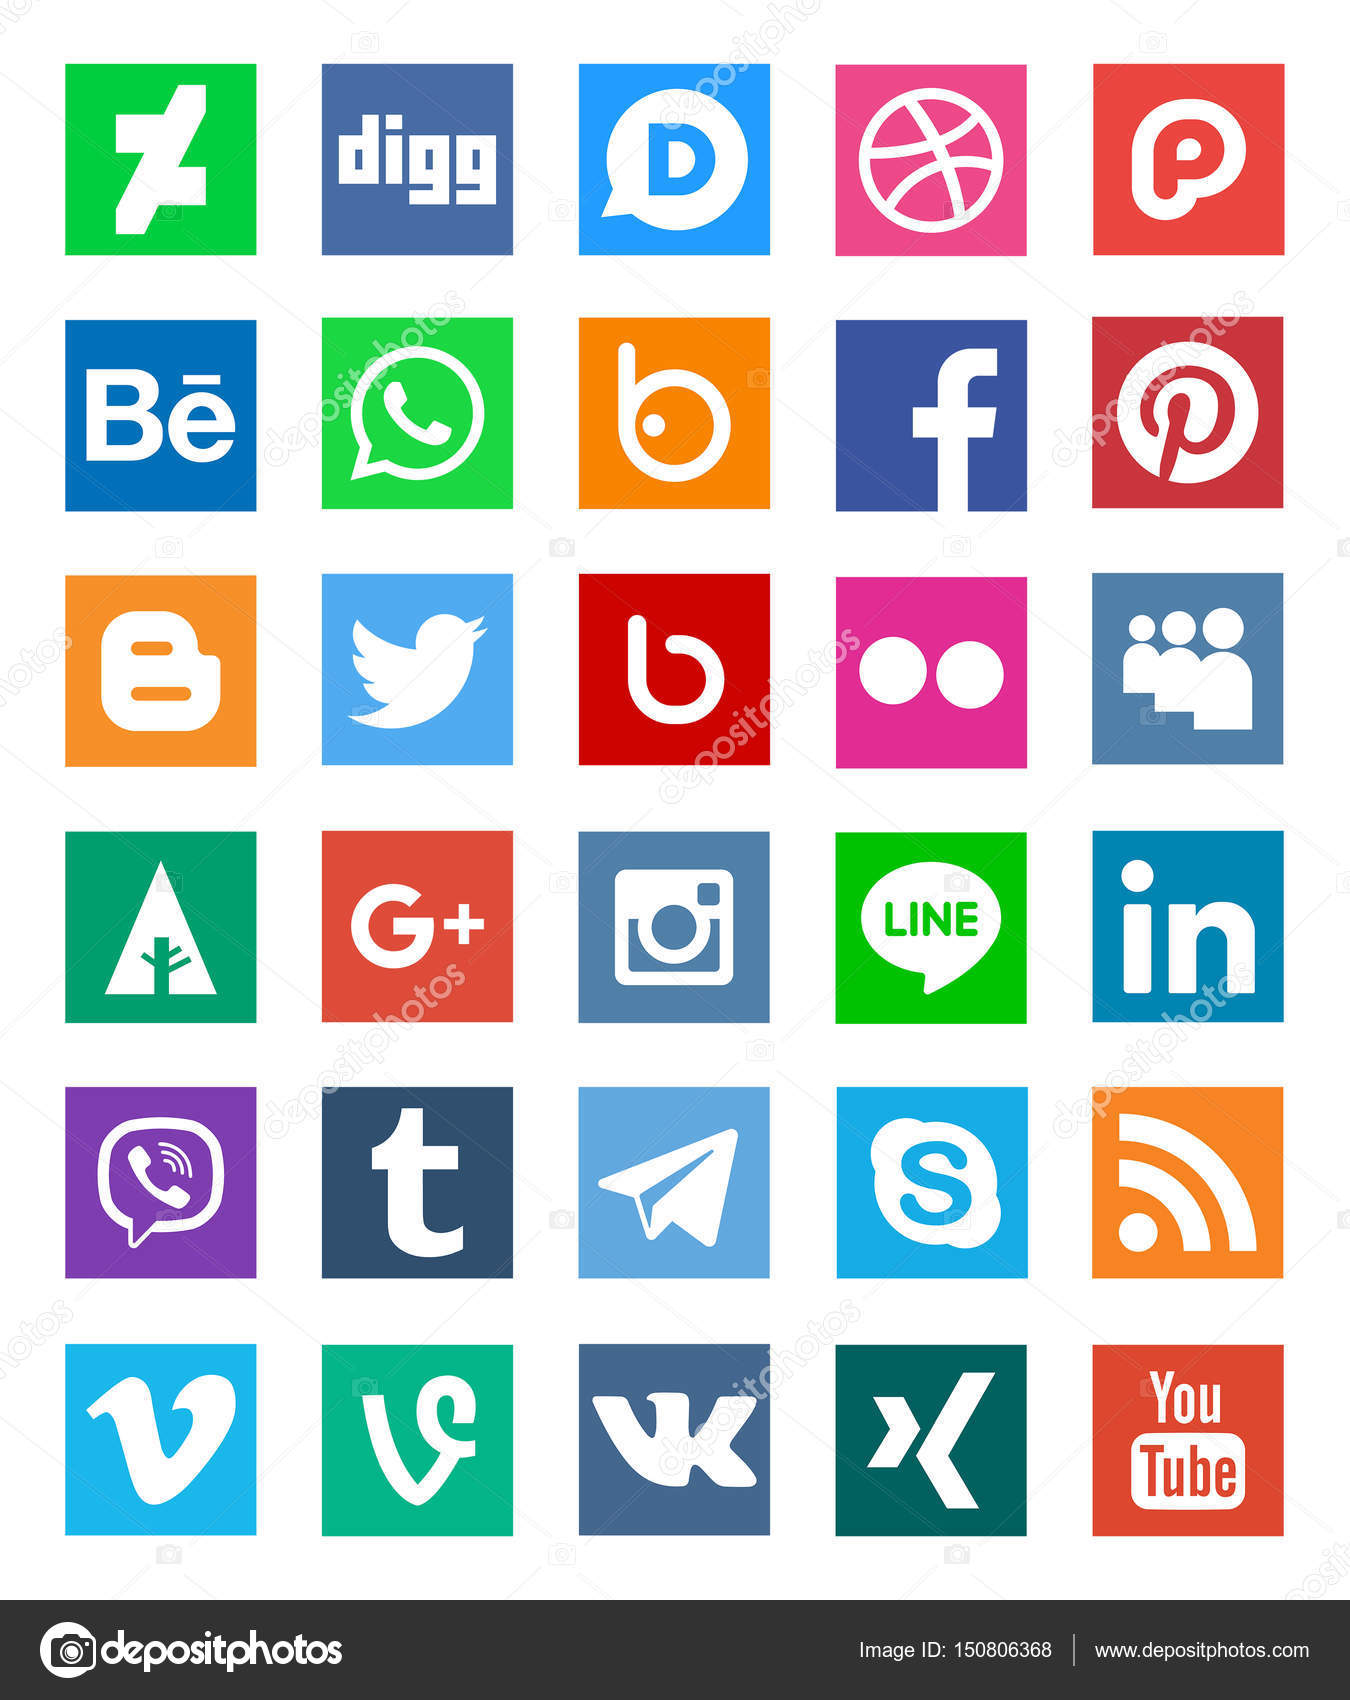 digg
D
Bē
f
LINE
G+
in
t
S
You
Tube
depositphotos
Image ID: 150806368
www.depositphotos.com